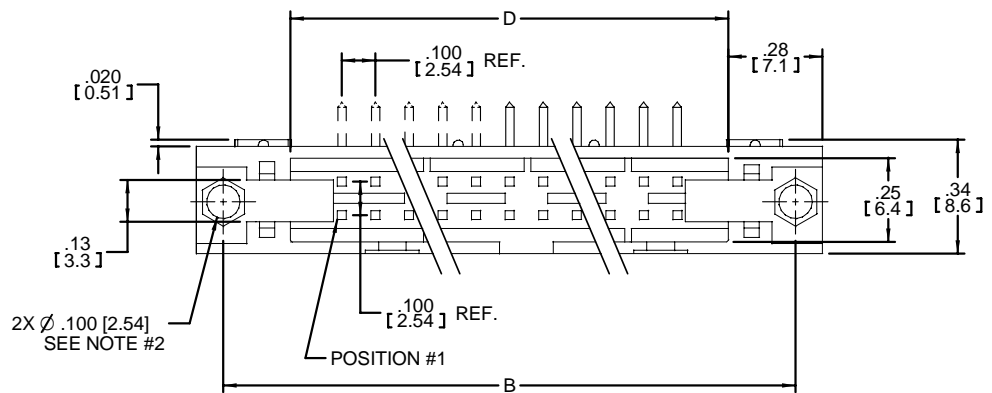 D
.100
[2.54] REF.
.28
[7.1]
.020
[0.51]
.25
[6.4]
.34
[8.6]
.13
[3.3]
.100
[2.54] REF.
2X Ø .100 [2.54]
SEE NOTE #2
POSITION #1
B